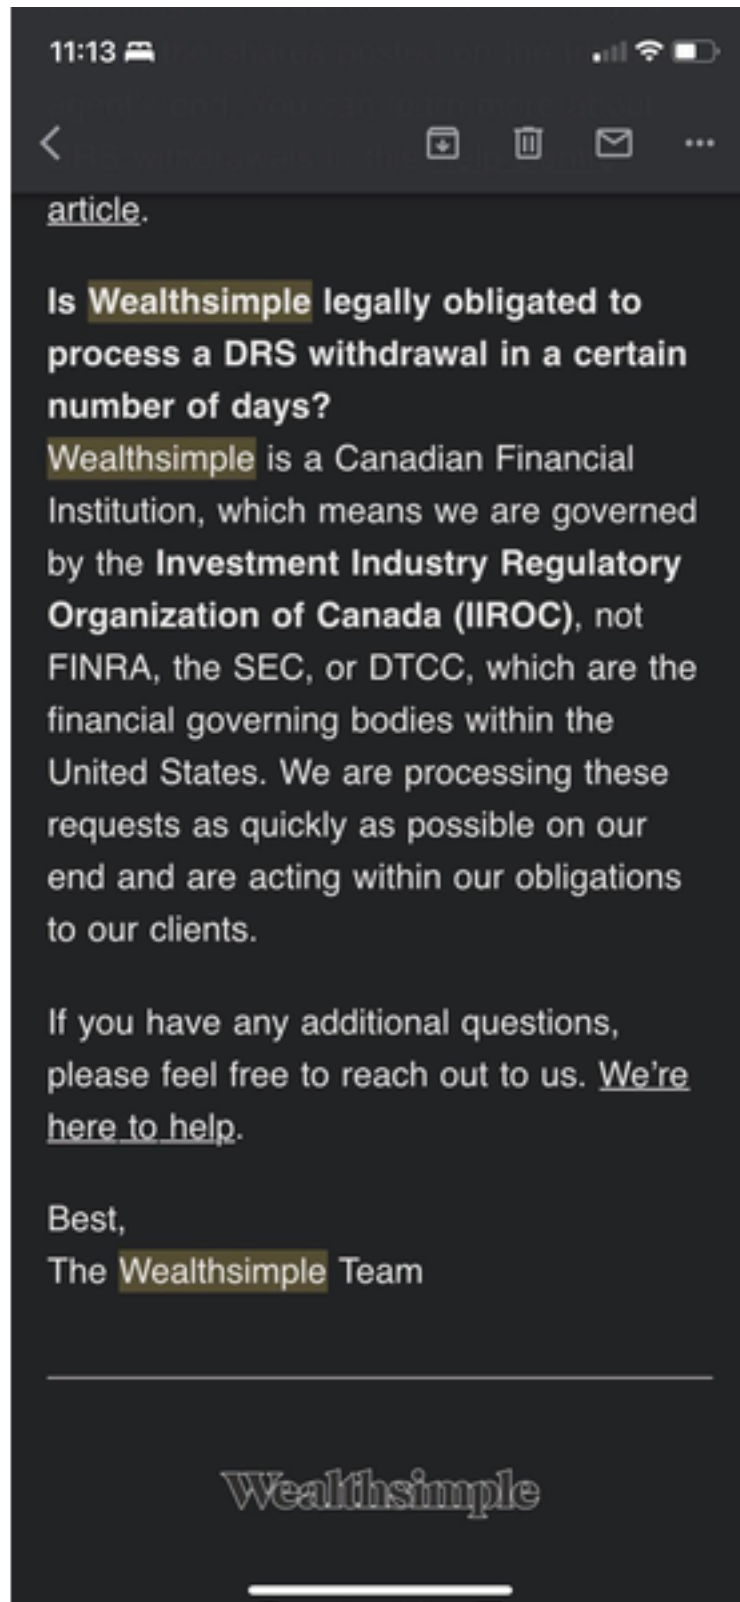 11:13
article.
Is Wealthsimple legally obligated to
process a DRS withdrawal in a certain
number of days?
Wealthsimple is a Canadian Financial
Institution, which means we are governed
by the Investment Industry Regulatory
Organization of Canada (IIROC), not
FINRA, the SEC, or DTCC, which are the
financial governing bodies within the
United States. We are processing these
requests as quickly as possible on our
end and are acting within our obligations
to our clients.
If you have any additional questions,
please feel free to reach out to us. We’re
here to help.
Best,
The Wealthsimple Team
Wealthsimple